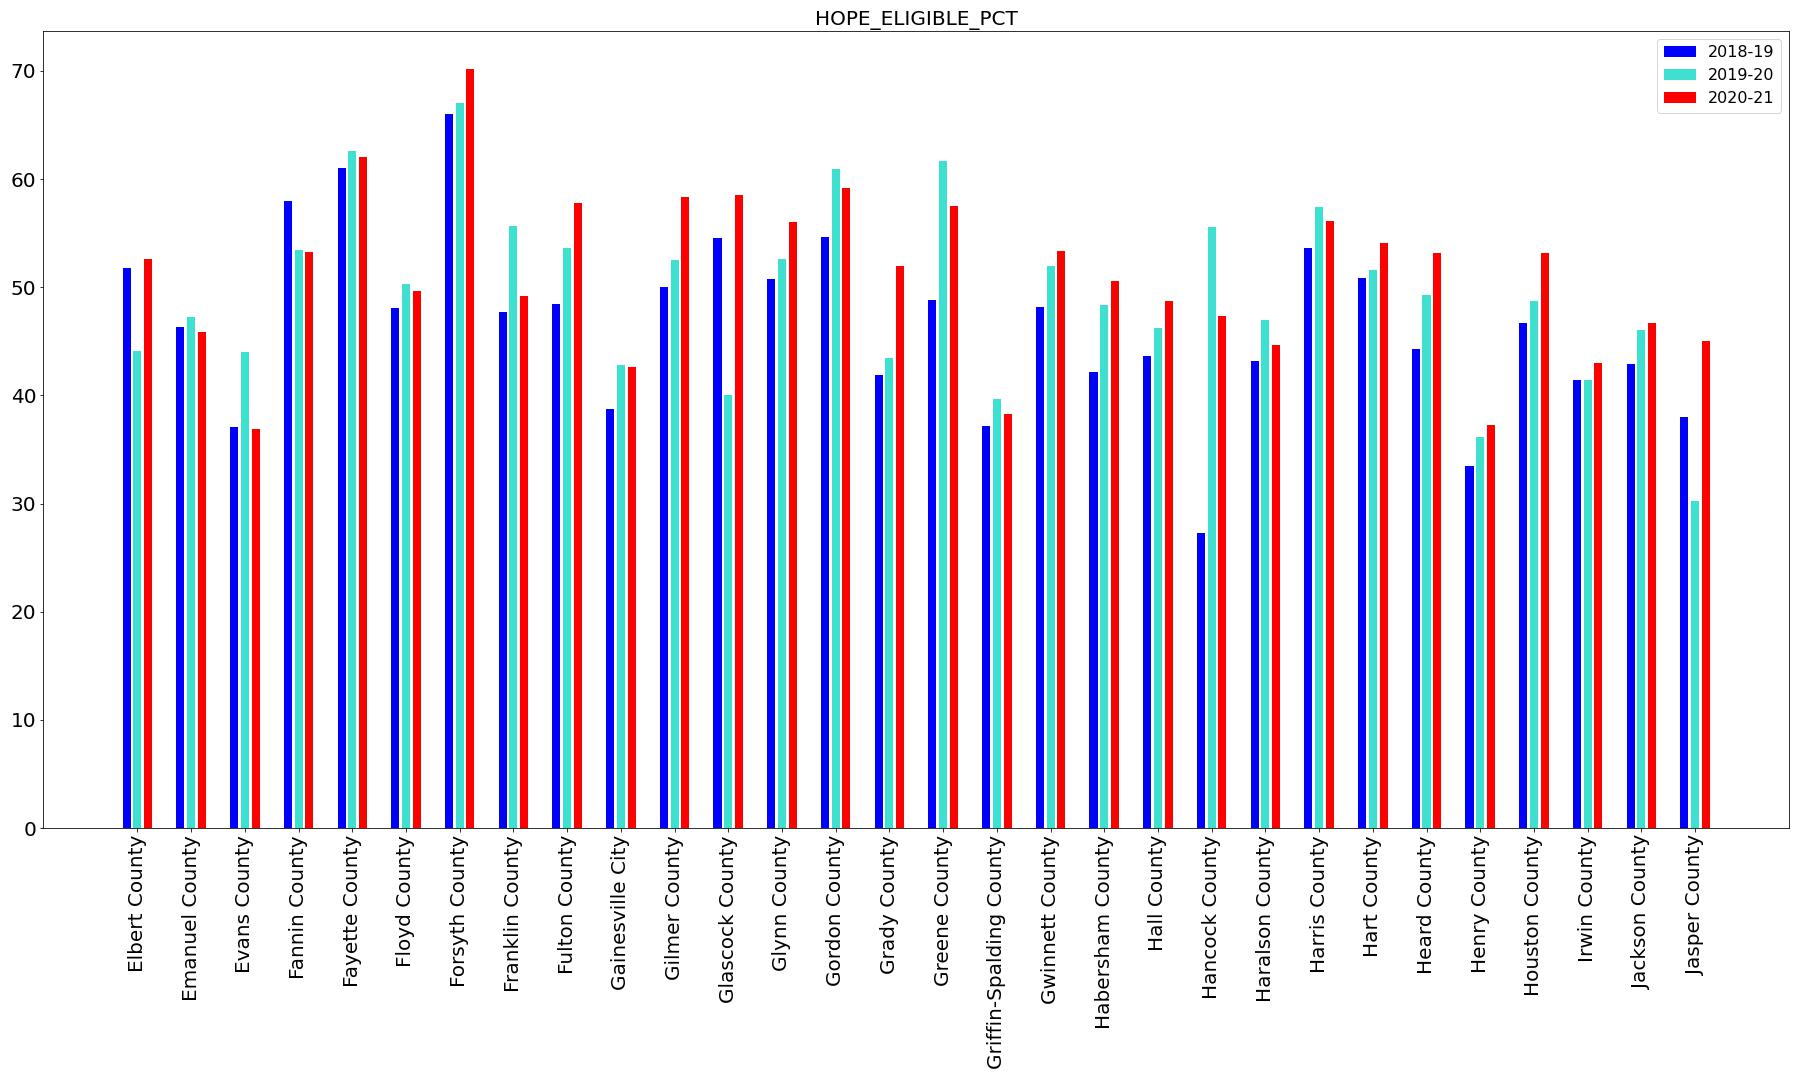 HOPE_ELIGIBLE_PCT
2018-19
2019-20
2020-21
70
60
50
40
30
20
10
0
Elbert County
Emanuel County
Evans County
Fannin County
Fayette County
Floyd County
Forsyth County
Franklin County
Fulton County
Gainesville City
Gilmer County
Glascock County
Glynn County
Gordon County
Grady County
Greene County
Griffin-Spalding County
Gwinnett County
Habersham County
Hall County
Hancock County
Haralson County
Harris County
Hart County
Heard County
Henry County
Houston County
Irwin County
Jackson County
Jasper County